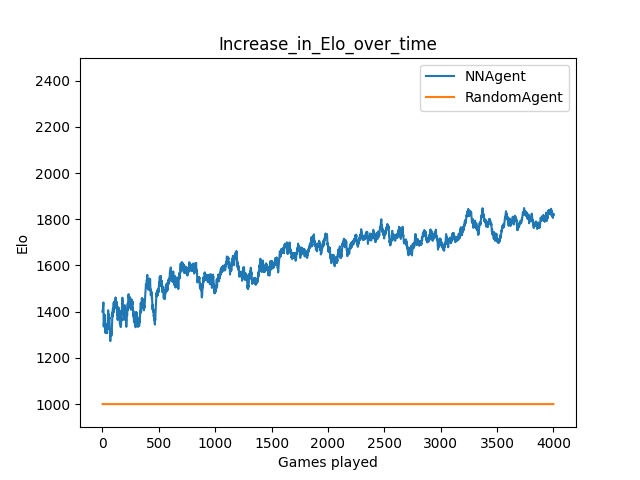 Increase_in_Elo_over_time
NNAgent
RandomAgent
2400
2200
2000
1800
1600
1400
1200
1000
Elo
0 500 1000 1500 2000 2500 3000 3500 4000
Games played